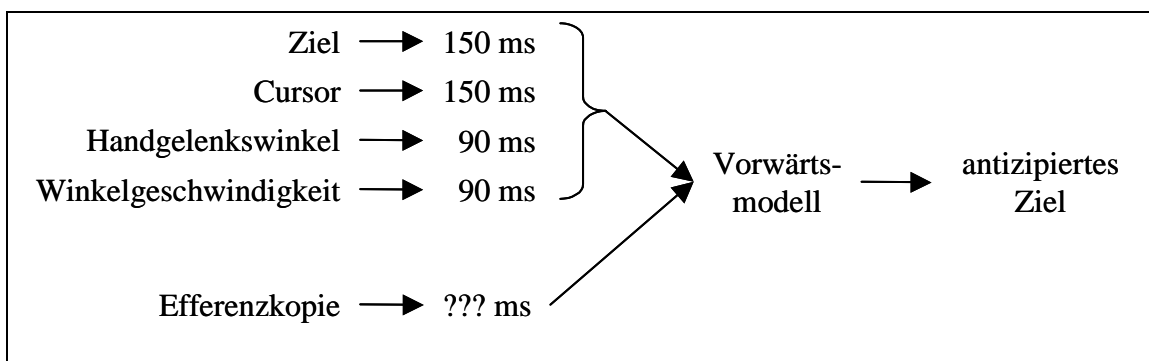 Ziel 150 ms
Cursor 150 ms
Handgelenkswinkel 90 ms
Winkelgeschwindigkeit 90 ms
Vorwärts-
modell
antizipiertes
Ziel
Efferenzkopie ??? ms